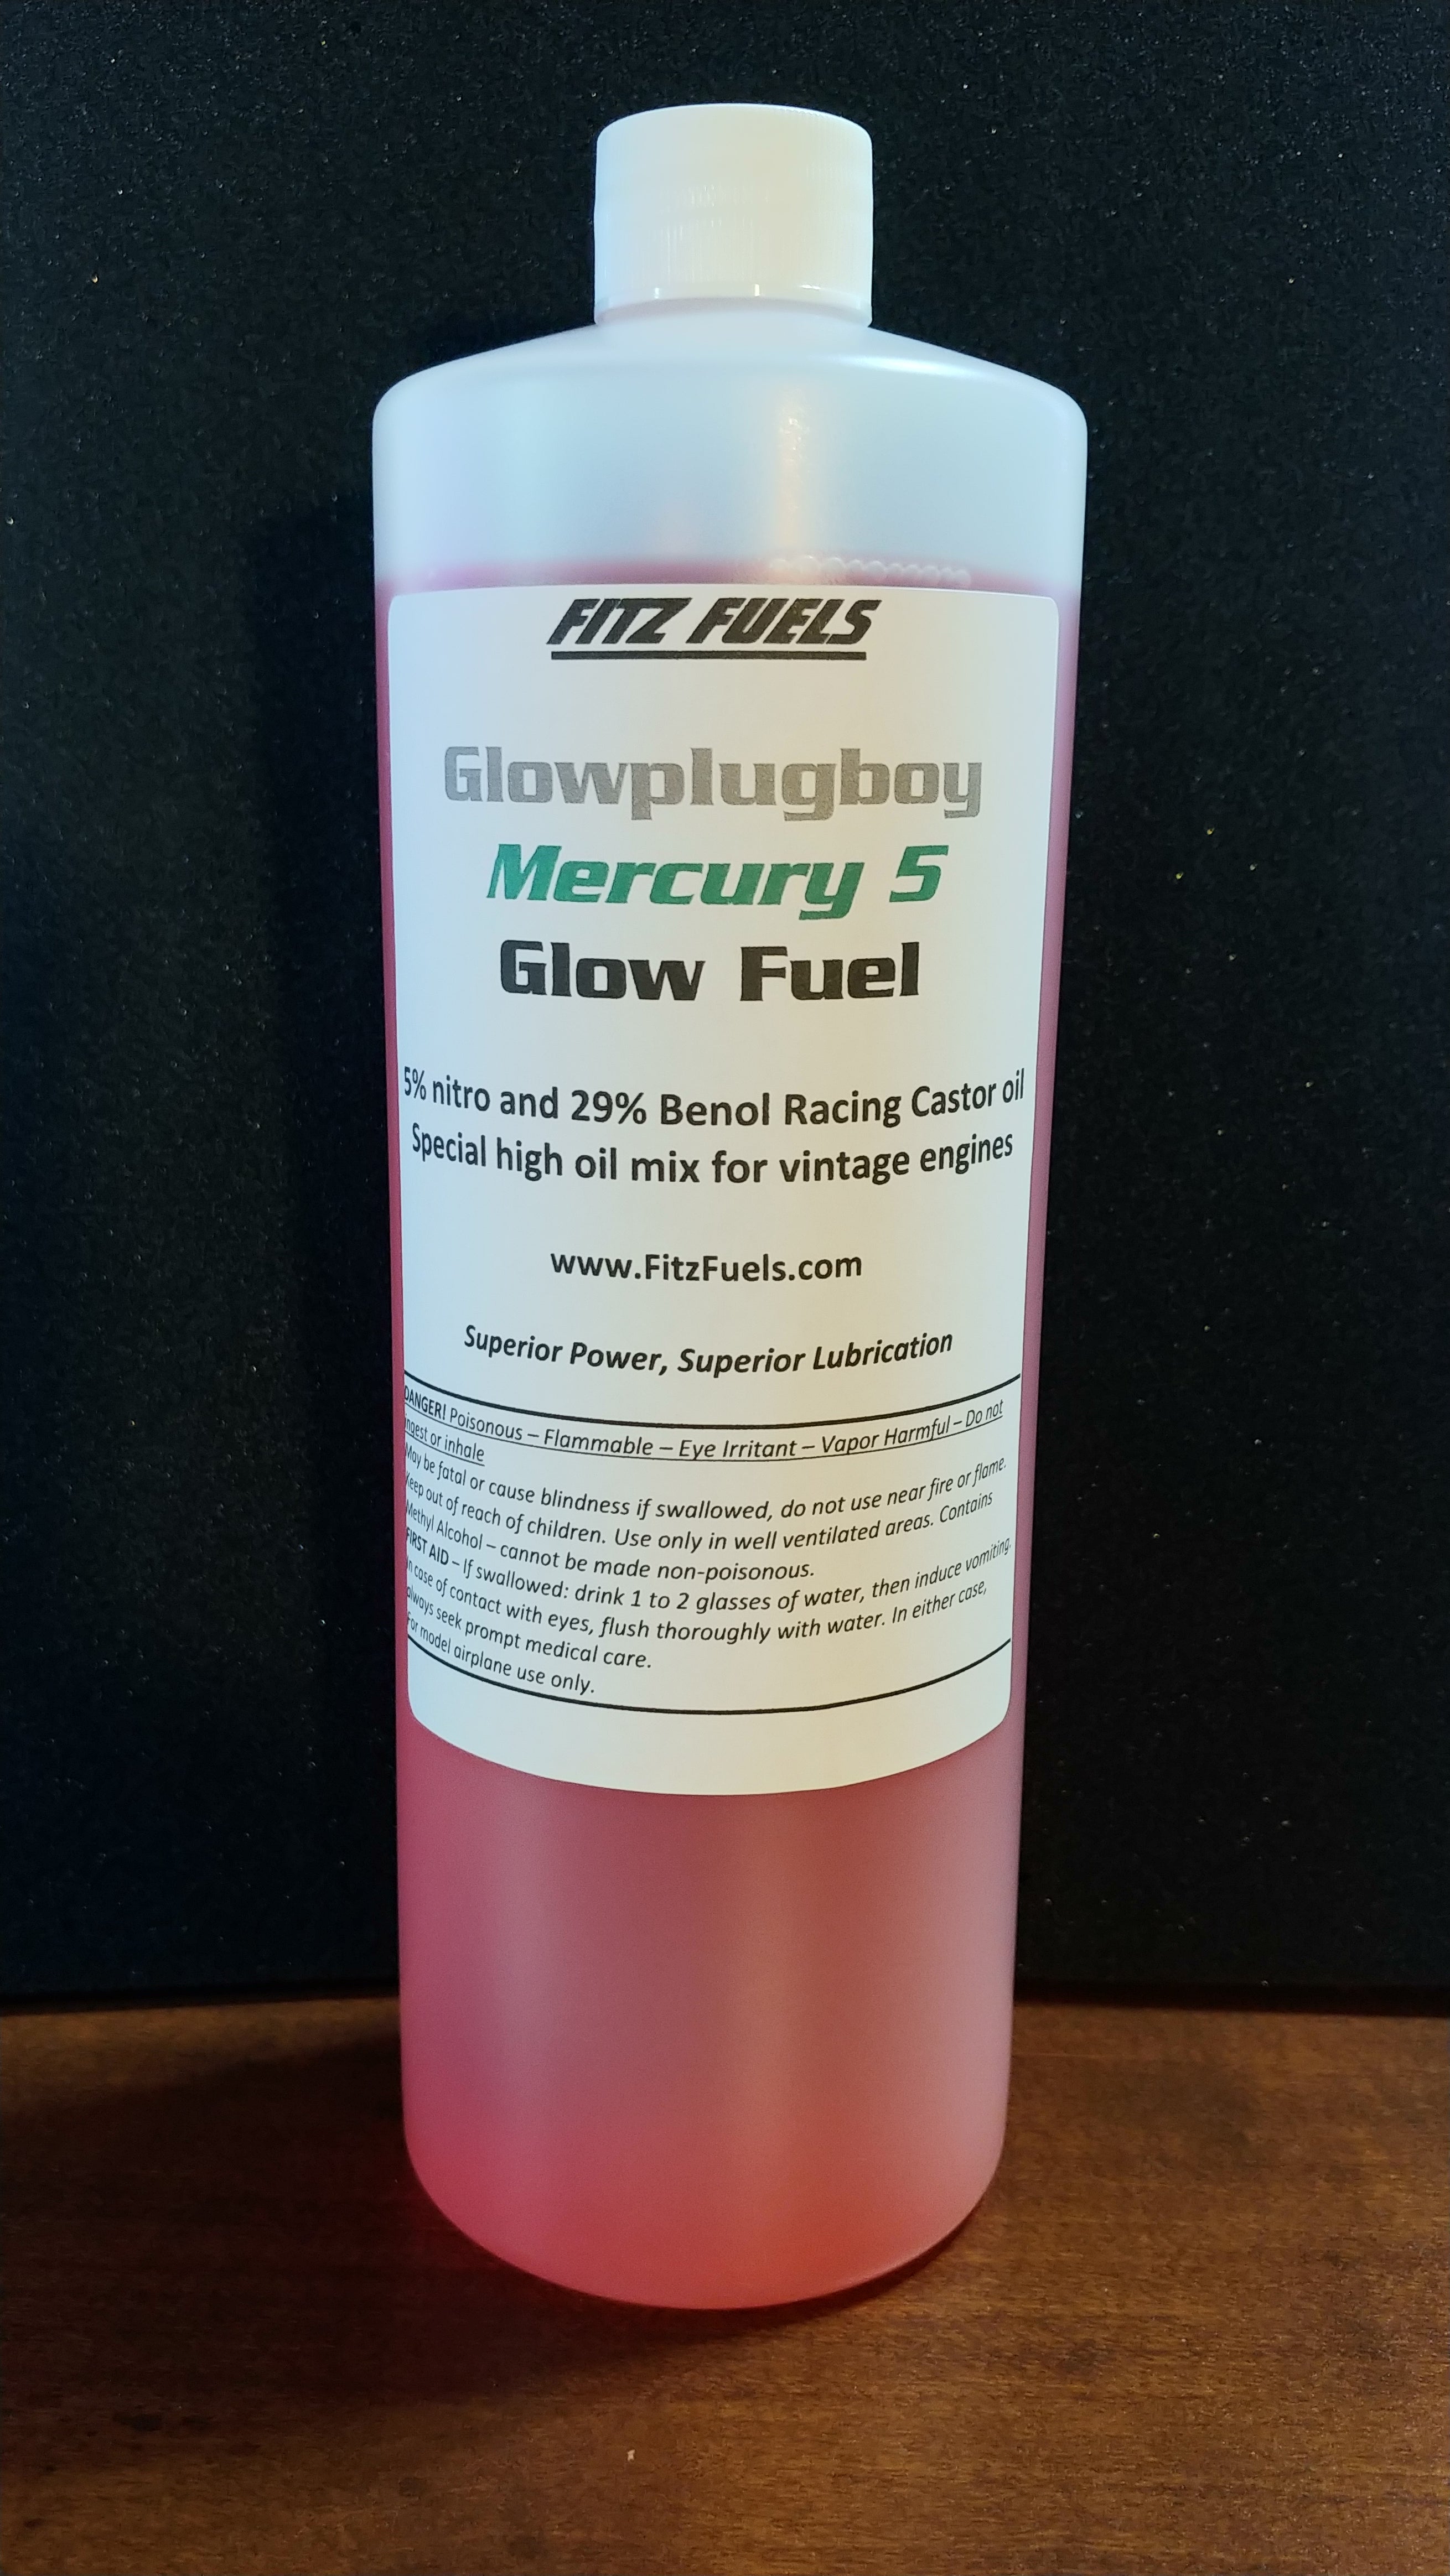 FITZ FUELS
Glowplugboy
Mercury 5
Glow Fuel
5% nitro and 29% Benol Racing Castor oil
Special high oil mix for vintage engines
www.FitzFuels.com
Superior Power, Superior Lubrication
DANGER! Poisonous – Flammable – Eye Irritant – Vapor Harmful – Do not
ingest or inhale
May be fatal or cause blindness if swallowed, do not use near fire or flame.
Keep out of reach of children. Use only in well ventilated areas. Contains
Methyl Alcohol – cannot be made non-poisonous.
FIRST AID – If swallowed: drink 1 to 2 glasses of water, then induce vomiting.
In case of contact with eyes, flush thoroughly with water. In either case,
always seek prompt medical care.
For model airplane use only.